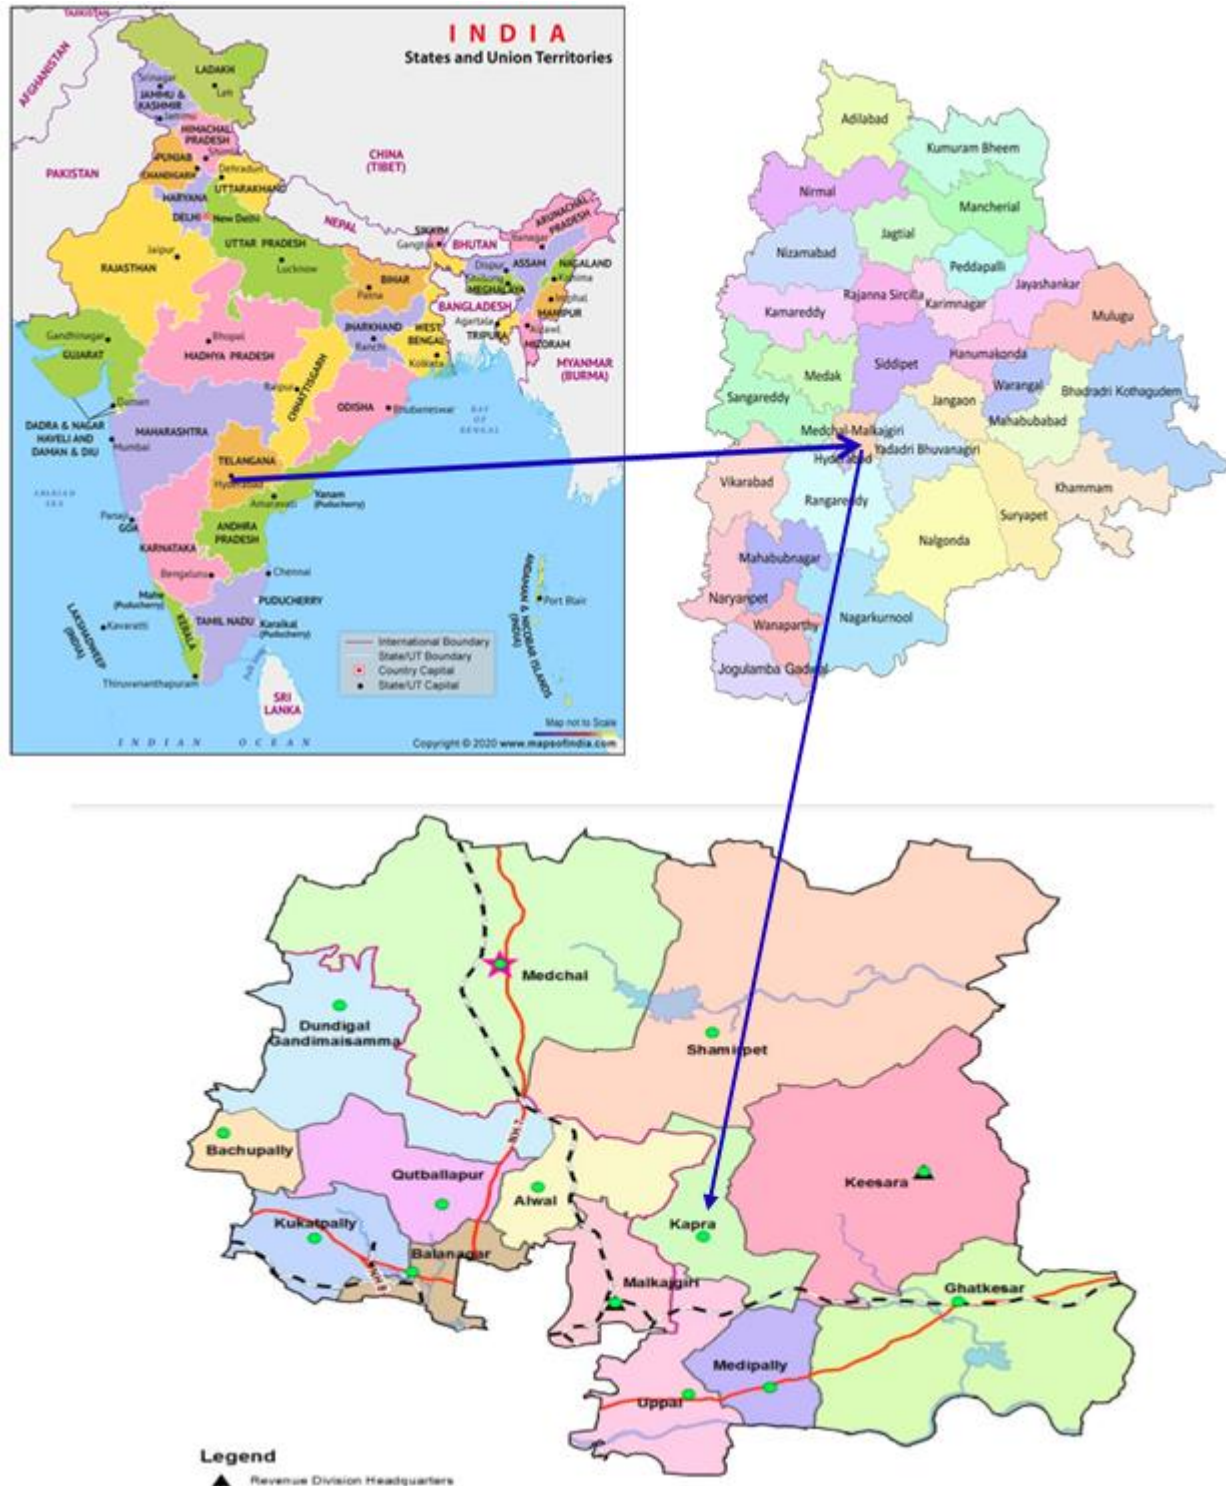 INDIA
States and Union Territories
TAJIKISTAN
AFGHANISTAN
PAKISTAN
CHINA
(TIBET)
NEPAL
BHUTAN
BANGLADESH
MYANMAR
(BURMA)
SRI
LANKA
LADAKH
Leh
Srinagar
JAMMU &
KASHMIR
Jammu
HIMACHAL
PRADESH
Shimla
PUNJAB
CHANDIGARH
Dehradun
UTTARAKHAND
HARYANA
DELHI
New Delhi
RAJASTHAN
Jaipur
UTTAR PRADESH
Lucknow
BIHAR
Patna
SIKKIM
Gangtok
ARUNACHAL
PRADESH
Itanagar
ASSAM
Dispur
NAGALAND
Kohima
Shillong
MEGHALAYA
Imphal
MANIPUR
Agartala
TRIPURA
Aizawl
MIZORAM
JHARKHAND
Ranchi
WEST
BENGAL
Kolkata
Gandhinagar
GUJARAT
Bhopal
MADHYA PRADESH
CHHATTISGARH
Raipur
ODISHA
Bhubaneswar
Daman
DADRA & NAGAR
HAVELI AND
DAMAN & DIU
MAHARASHTRA
Mumbai
TELANGANA
Hyderabad
Amaravati
Yanam
(Puducherry)
ANDHRA
PRADESH
Panaji
GOA
KARNATAKA
Bengaluru
Chennai
Mahe
(Puducherry)
PUDUCHERRY
TAMIL NADU
Karaikal
(Puducherry)
KERALA
LAKSHADWEEP
(INDIA)
Kavaratti
Thiruvananthapuram
ANDAMAN & NICOBAR ISLANDS
(INDIA)
Port Blair
ARABIAN
SEA
BAY
OF
BENGAL
INDIAN OCEAN
International Boundary
State/UT Boundary
Country Capital
State/UT Capital
Map not to Scale
Copyright © 2020 www.mapsofindia.com
Adilabad
Kumuram Bheem
Nirmal
Mancherial
Jagtial
Nizamabad
Peddapalli
Jayashankar
Rajanna Sircilla
Karimnagar
Kamareddy
Mulugu
Hanumakonda
Siddipet
Medak
Warangal
Bhadradri Kothagudem
Sangareddy
Jangaon
Mahabubabad
Medchal-Malkajgiri
Yadadri Bhuvanagiri
Hyderabad
Vikarabad
Khammam
Rangareddy
Suryapet
Nalgonda
Mahabubnagar
Naryanpet
Nagarkurnool
Wanaparthy
Jogulamba Gadwal
Medchal
Dundigal
Gandimaisamma
Shamirpet
NH 7
Bachupally
Qutballapur
Keesara
Alwal
Kukatpally
Kapra
Balanagar
NH 9
Malkajgiri
Ghatkesar
Medipally
Uppal
Legend
Revenue Division Headquarters